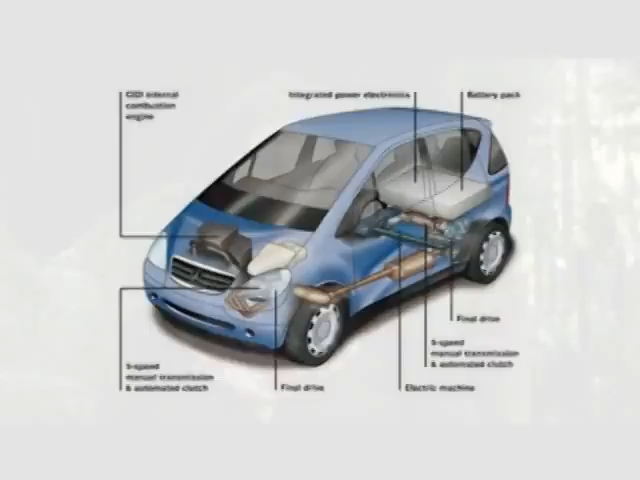 CIDI internal
combustion
engine
Integrated power electronics
Battery pack
Final drive
5-speed
manual transmission
& automated clutch
5-speed
manual transmission
& automated clutch
Final drive
Electric machine